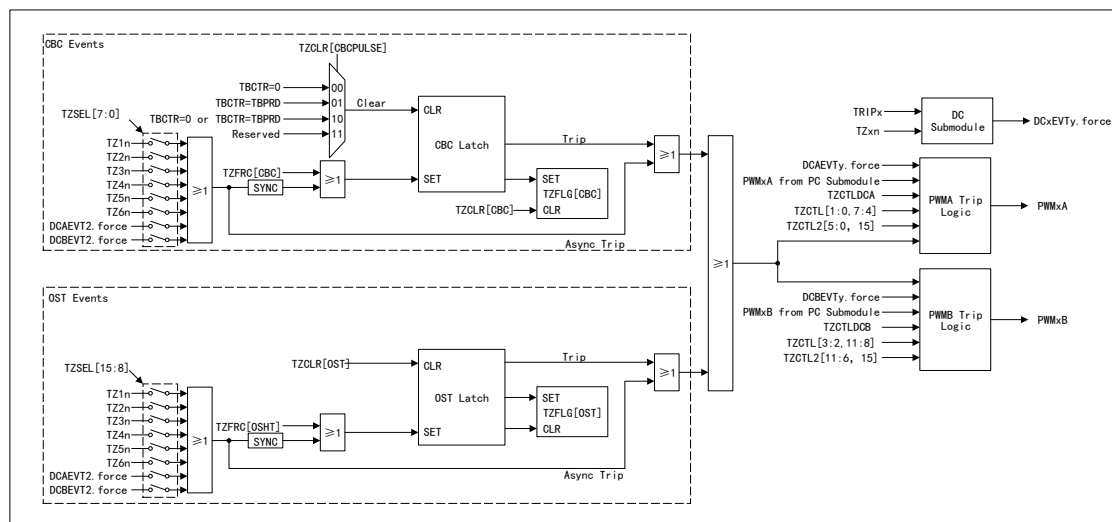 CBC Events
TZCLR[CBCPULSE]
TBCTR=0
00
TBCTR=TBPRD
01
TBCTR=0 or TBCTR=TBPRD
10
Reserved
11
Clear
CLR
CBC Latch
SET
Trip
TZSEL[7:0]
TZ1n
TZ2n
TZ3n
TZ4n
TZ5n
TZ6n
DCAEVT2.force
DCBEVT2.force
≥1
TZFRC[CBC]
SYNC
≥1
SET
TZFLG[CBC]
CLR
TZCLR[CBC]
≥1
Async Trip
OST Events
TZCLR[OST]
CLR
OST Latch
SET
Trip
TZSEL[15:8]
TZ1n
TZ2n
TZ3n
TZ4n
TZ5n
TZ6n
DCAEVT2.force
DCBEVT2.force
≥1
TZFRC[OSHT]
SYNC
≥1
SET
TZFLG[OST]
CLR
≥1
Async Trip
≥1
TRIPx
TZxn
DC
Submodule
DCxEVTy.force
DCAEVTy.force
PWMxA from PC Submodule
TZCTLDCA
TZCTL[1:0,7:4]
TZCTL2[5:0, 15]
PWMA Trip
Logic
PWMxA
DCBEVTy.force
PWMxB from PC Submodule
TZCTLDCB
TZCTL[3:2,11:8]
TZCTL2[11:6, 15]
PWMB Trip
Logic
PWMxB